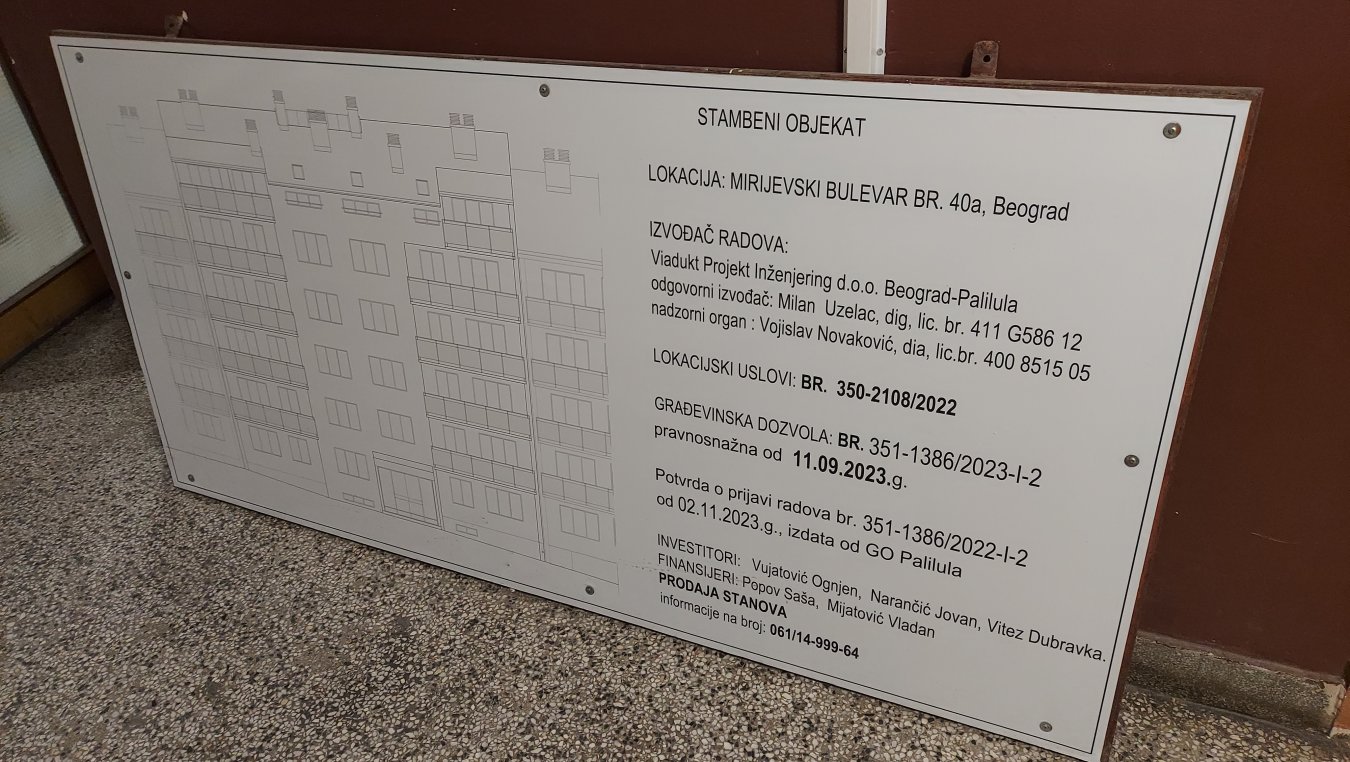 STAMBENI OBJEKAT
LOKACIJA: MIRIJEVSKI BULEVAR BR. 40a, Beograd
IZVOĐAČ RADOVA:
Viadukt Projekt Inženjering d.o.o. Beograd-Palilula
odgovorni izvođač: Milan Uzelac, dig, lic. br. 411 G586 12
nadzorni organ : Vojislav Novaković, dia, lic.br. 400 8515 05
LOKACIJSKI USLOVI: BR. 350-2108/2022
GRAĐEVINSKA DOZVOLA: BR. 351-1386/2023-I-2
pravnosnažna od 11.09.2023.g.
Potvrda o prijavi radova br. 351-1386/2022-I-2
od 02.11.2023.g., izdata od GO Palilula
INVESTITORI: Vujatović Ognjen, Narančić Jovan, Vitez Dubravka.
FINANSIJERI: Popov Saša, Mijatović Vladan
PRODAJA STANOVA
informacije na broj: 061/14-999-64